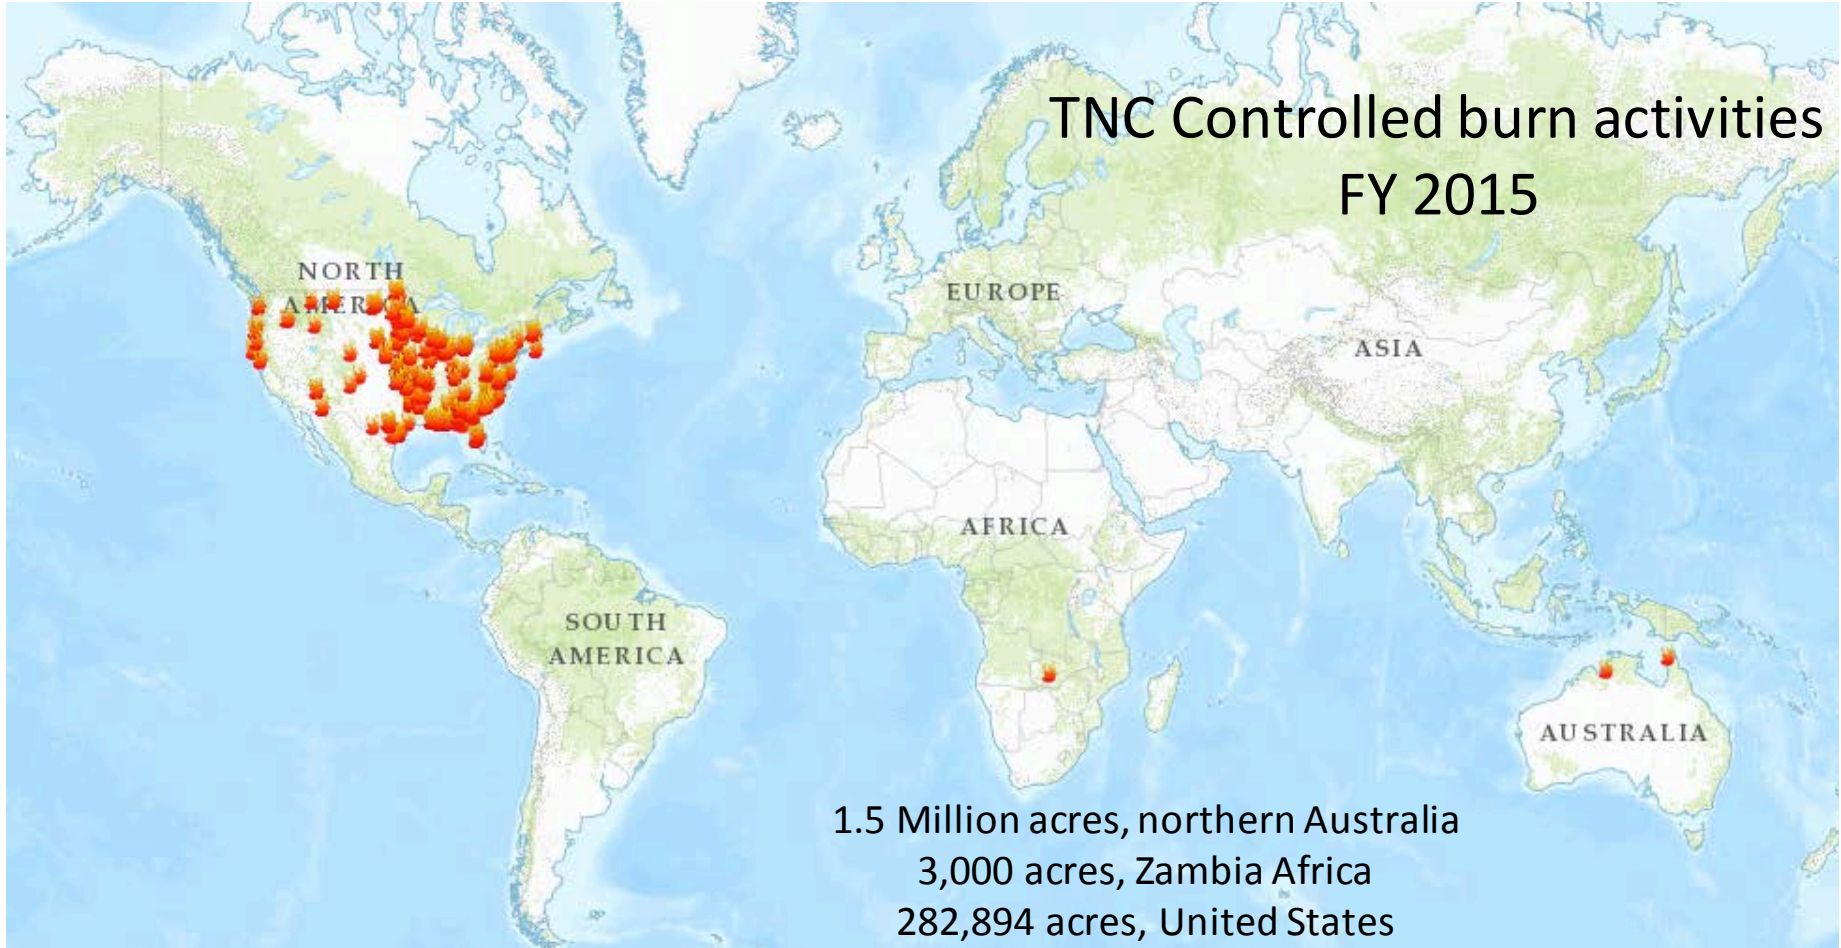 TNC Controlled burn activities
FY 2015
NORTH
AMERICA
EUROPE
ASIA
AFRICA
SOUTH
AMERICA
AUSTRALIA
1.5 Million acres, northern Australia
3,000 acres, Zambia Africa
282,894 acres, United States